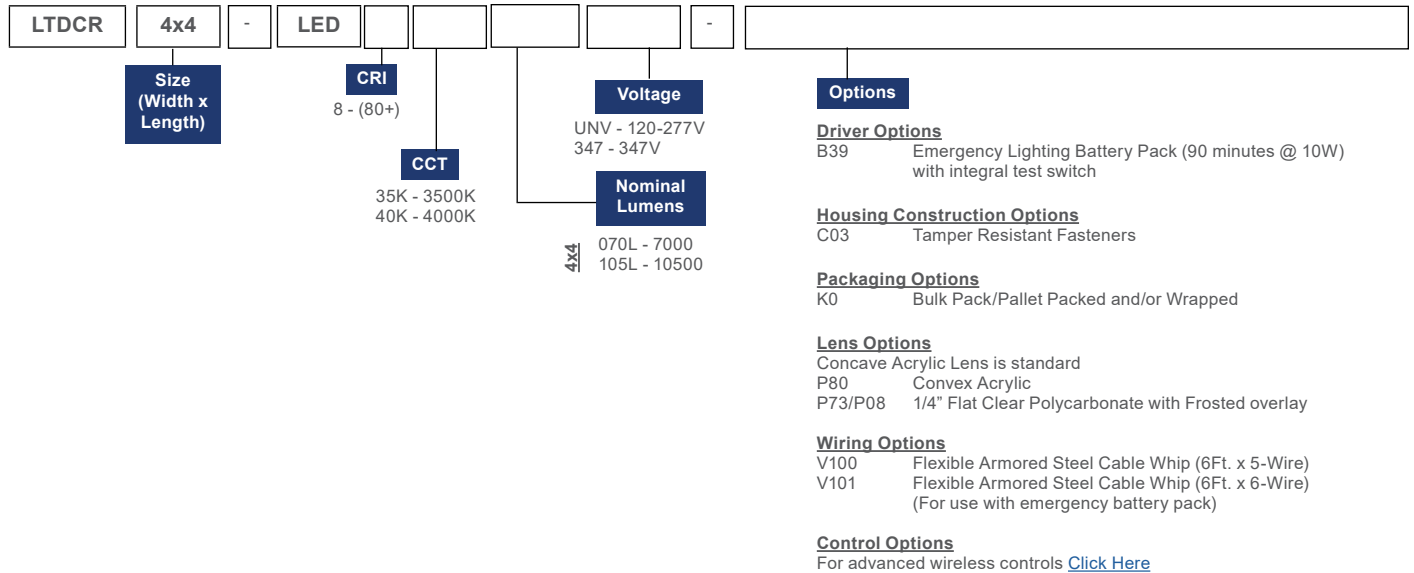 LTDCR 4x4 - LED -
Size
(Width x
Length)
CRI
8 - (80+)
CCT
35K - 3500K
40K - 4000K
Voltage
UNV - 120-277V
347 - 347V
Nominal
Lumens
4x4
070L - 7000
105L - 10500
Options
Driver Options
B39 Emergency Lighting Battery Pack (90 minutes @ 10W)
with integral test switch
Housing Construction Options
C03 Tamper Resistant Fasteners
Packaging Options
K0 Bulk Pack/Pallet Packed and/or Wrapped
Lens Options
Concave Acrylic Lens is standard
P80 Convex Acrylic
P73/P08 1/4” Flat Clear Polycarbonate with Frosted overlay
Wiring Options
V100 Flexible Armored Steel Cable Whip (6Ft. x 5-Wire)
V101 Flexible Armored Steel Cable Whip (6Ft. x 6-Wire)
(For use with emergency battery pack)
Control Options
For advanced wireless controls Click Here